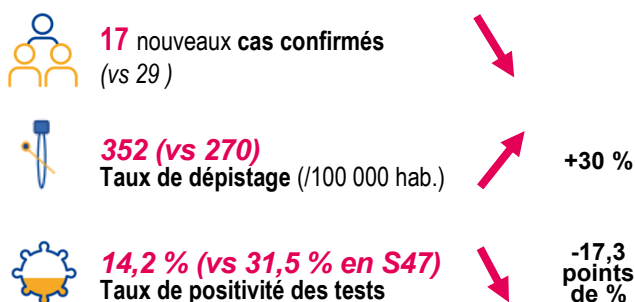 17 nouveaux cas confirmés
(vs 29 )
352 (vs 270)
Taux de dépistage (/100 000 hab.)
+30 %
14,2 % (vs 31,5 % en S47)
Taux de positivité des tests
-17,3
points
de %